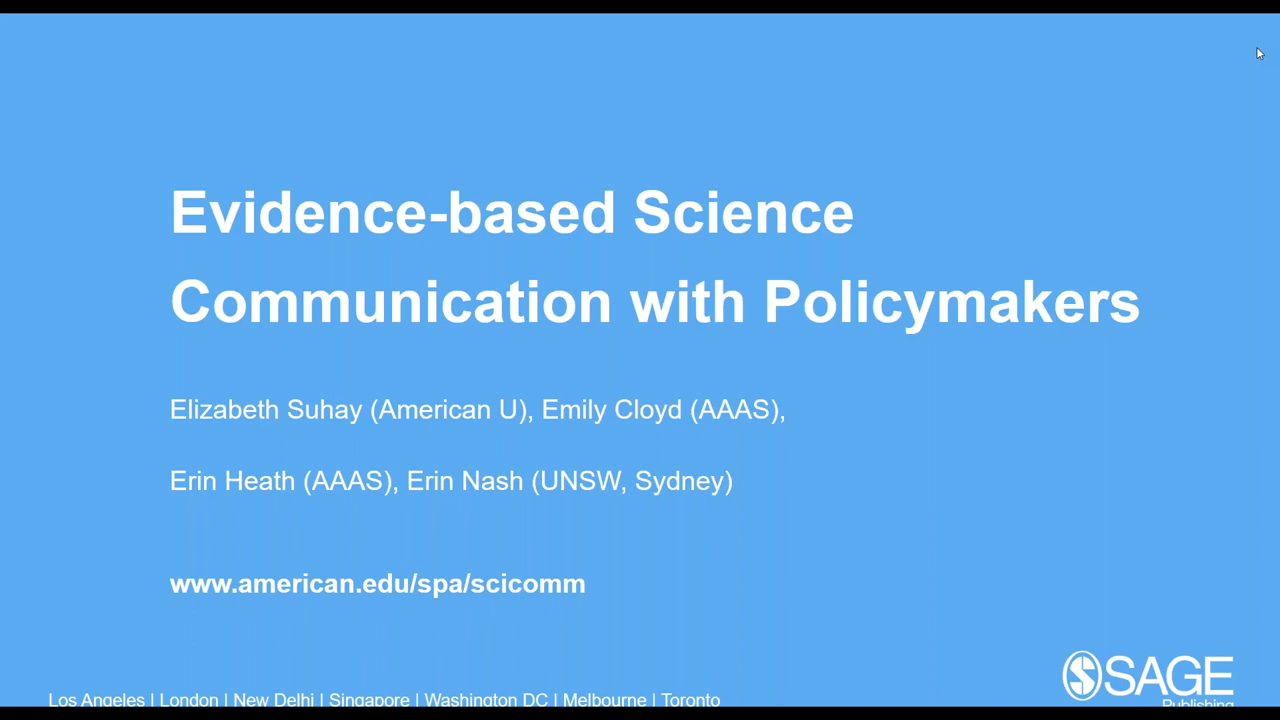 Evidence-based Science
Communication with Policymakers
Elizabeth Suhay (American U), Emily Cloyd (AAAS),
Erin Heath (AAAS), Erin Nash (UNSW, Sydney)
www.american.edu/spa/scicomm
SAGE
Publishing
Los Angeles | London | New Delhi | Singapore | Washington DC | Melbourne | Toronto